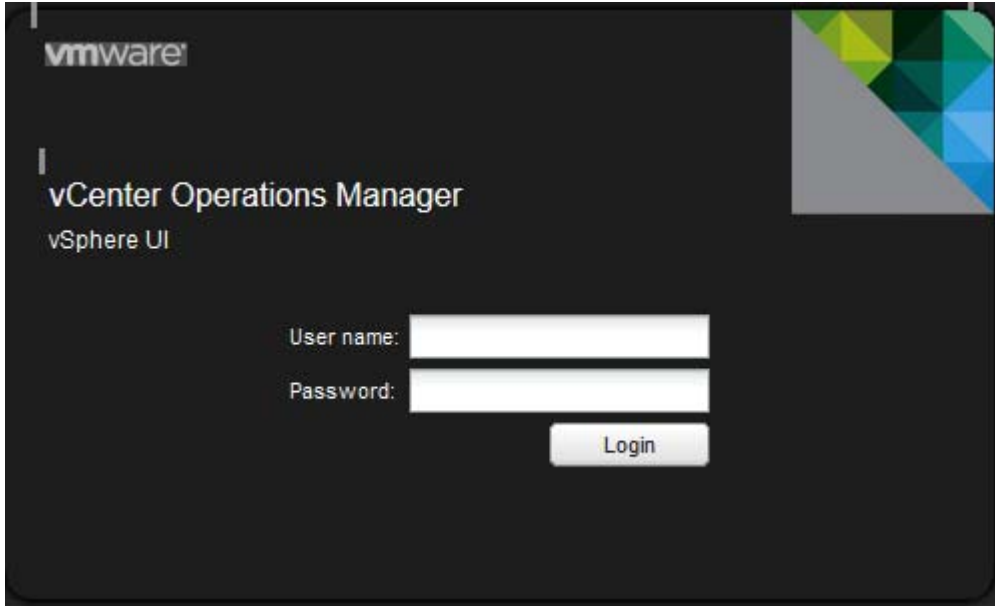 vmware
vCenter Operations Manager
vSphere UI
User name:
Password:
Login